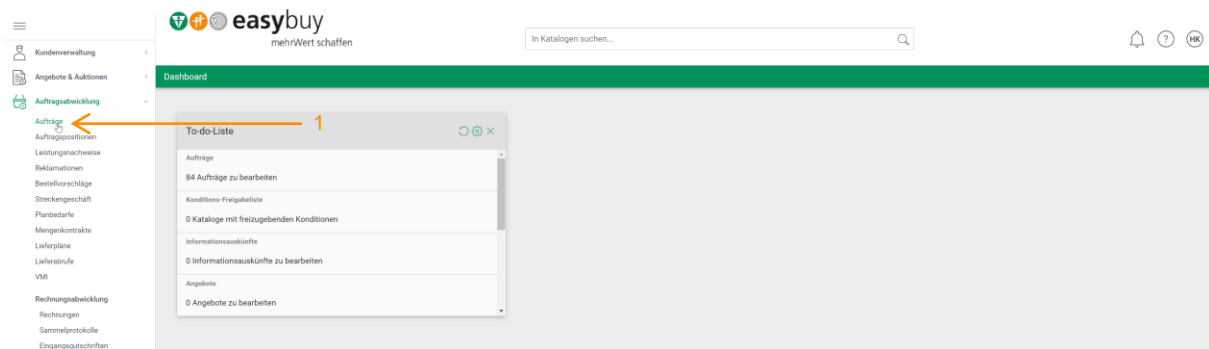 easybuy
mehrWert schaffen
In Katalogen suchen...
HK
Kundenverwaltung
Angebote & Auktionen
Dashboard
Auftragsabwicklung
Aufträge
1
Auftragspositionen
Leistungsnachweise
Reklamationen
Bestellvorschläge
Streckengeschäft
Planbedarfe
Mengenkontrakte
Lieferpläne
Lieferabrufe
VMI
Rechnungsabwicklung
Rechnungen
Sammelprotokolle
Eingangsgutschriften
To-do-Liste
Aufträge
84 Aufträge zu bearbeiten
Konditions-Freigabeliste
0 Kataloge mit freizugebenden Konditionen
Informationsauskünfte
0 Informationsauskünfte zu bearbeiten
Angebote
0 Angebote zu bearbeiten